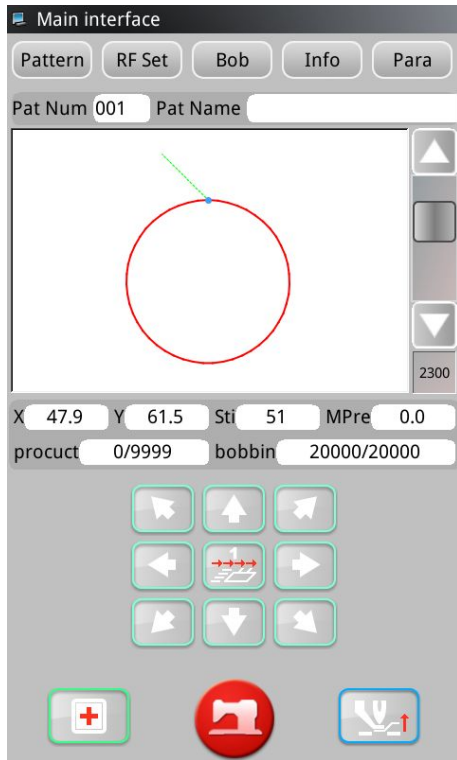 Main interface
Pattern RF Set Bob Info Para
Pat Num 001 Pat Name
2300
X 47.9 Y 61.5 Sti 51 MPre 0.0
procuct 0/9999 bobbin 20000/20000
1